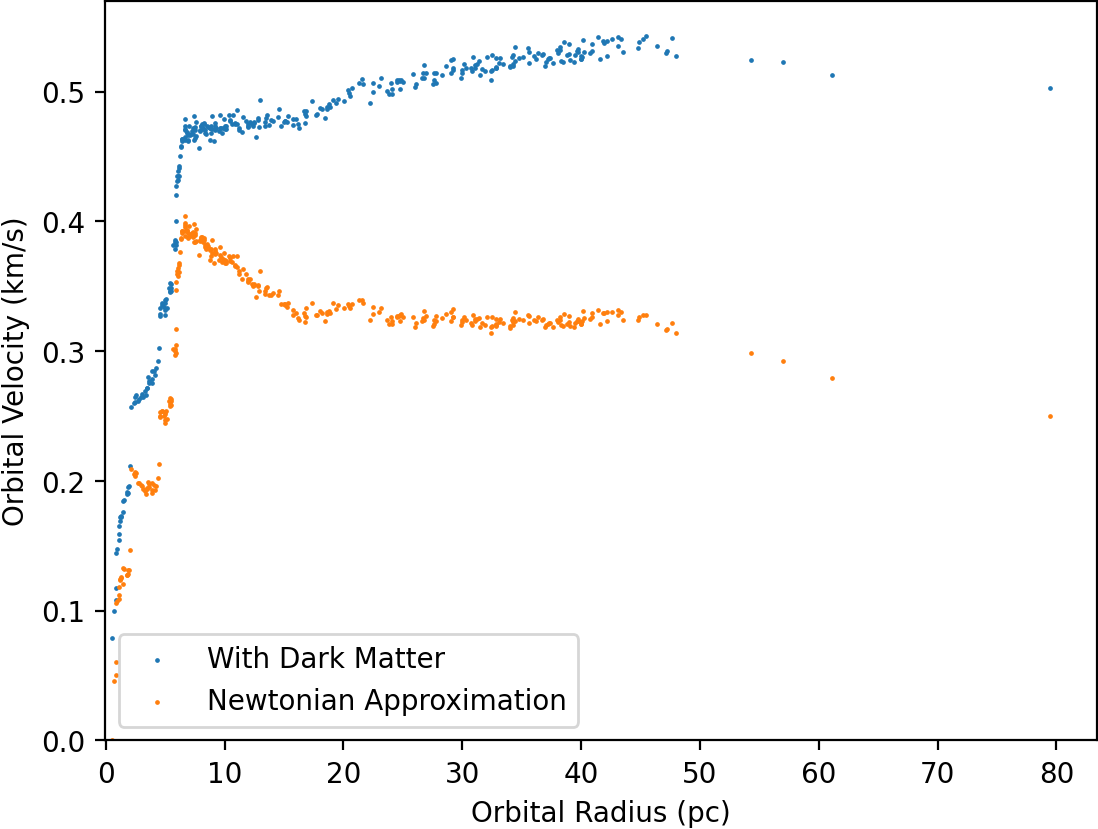 0.5
0.4
0.3
0.2
0.1
0.0
Orbital Velocity (km/s)
With Dark Matter
Newtonian Approximation
0 10 20 30 40 50 60 70 80
Orbital Radius (pc)